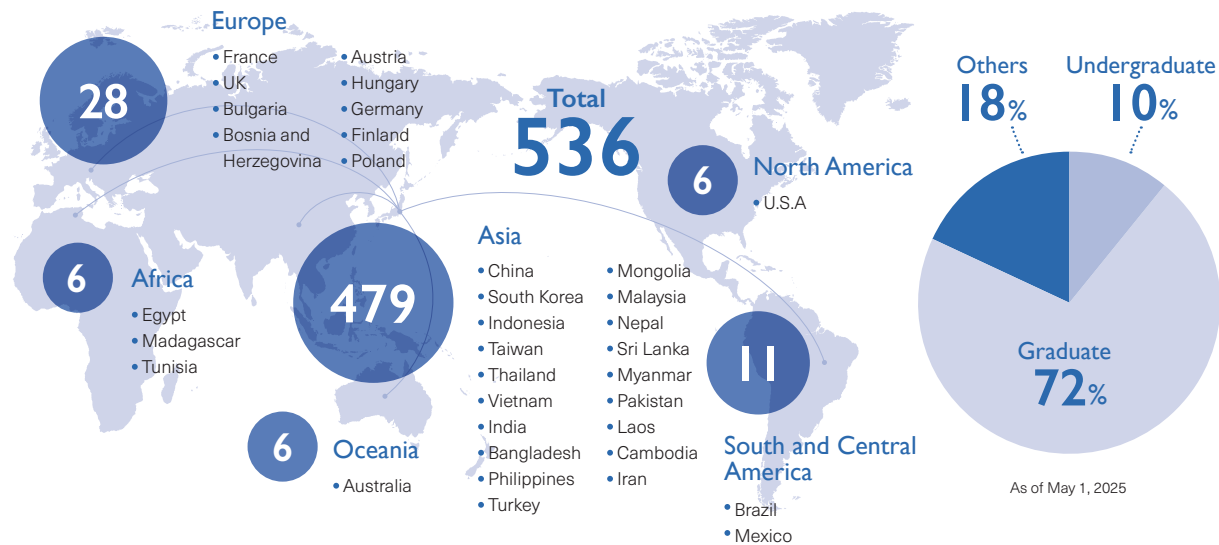 Europe
28
• France
• UK
• Bulgaria
• Bosnia and
Herzegovina
• Austria
• Hungary
• Germany
• Finland
• Poland
Total
536
6
North America
• U.S.A
6
Africa
• Egypt
• Madagascar
• Tunisia
479
Asia
• China
• South Korea
• Indonesia
• Taiwan
• Thailand
• Vietnam
• India
• Bangladesh
• Philippines
• Turkey
• Mongolia
• Malaysia
• Nepal
• Sri Lanka
• Myanmar
• Pakistan
• Laos
• Cambodia
• Iran
6
Oceania
• Australia
11
South and Central
America
• Brazil
• Mexico
Others
18%
Undergraduate
10%
Graduate
72%
As of May 1, 2025